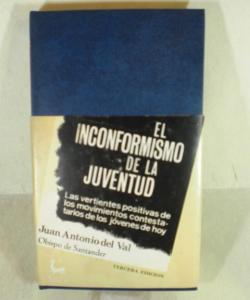 EL
INCONFORMISMO
DE LA
JUVENTUD
Las vertientes positivas de
los movimientos contesta-
tarios de los jóvenes de hoy
Juan Antonio del Val
Obispo de Santander
TERCERA EDICION